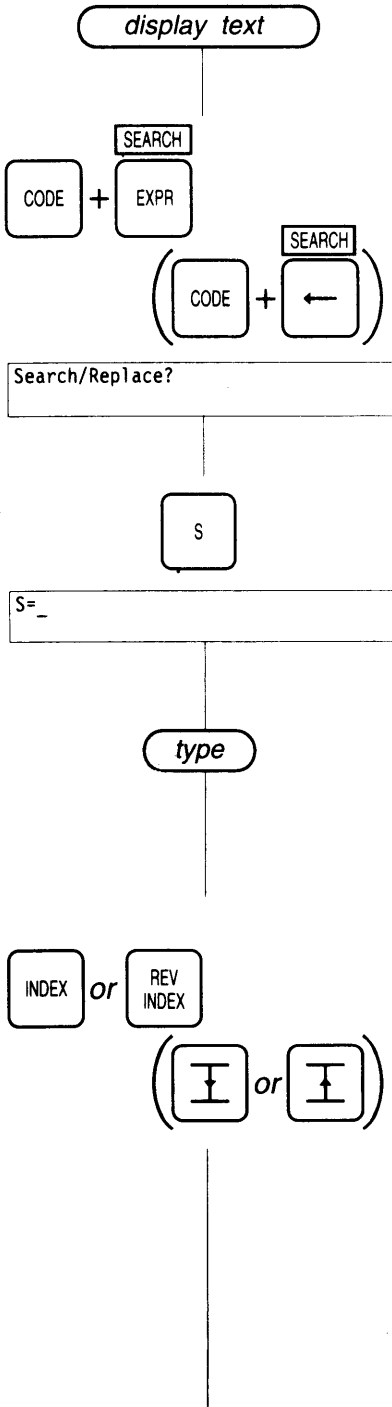 display text
SEARCH
CODE + EXPR
SEARCH
( CODE + ← )
Search/Replace?
S
S=_
type
INDEX or REV INDEX
( or )